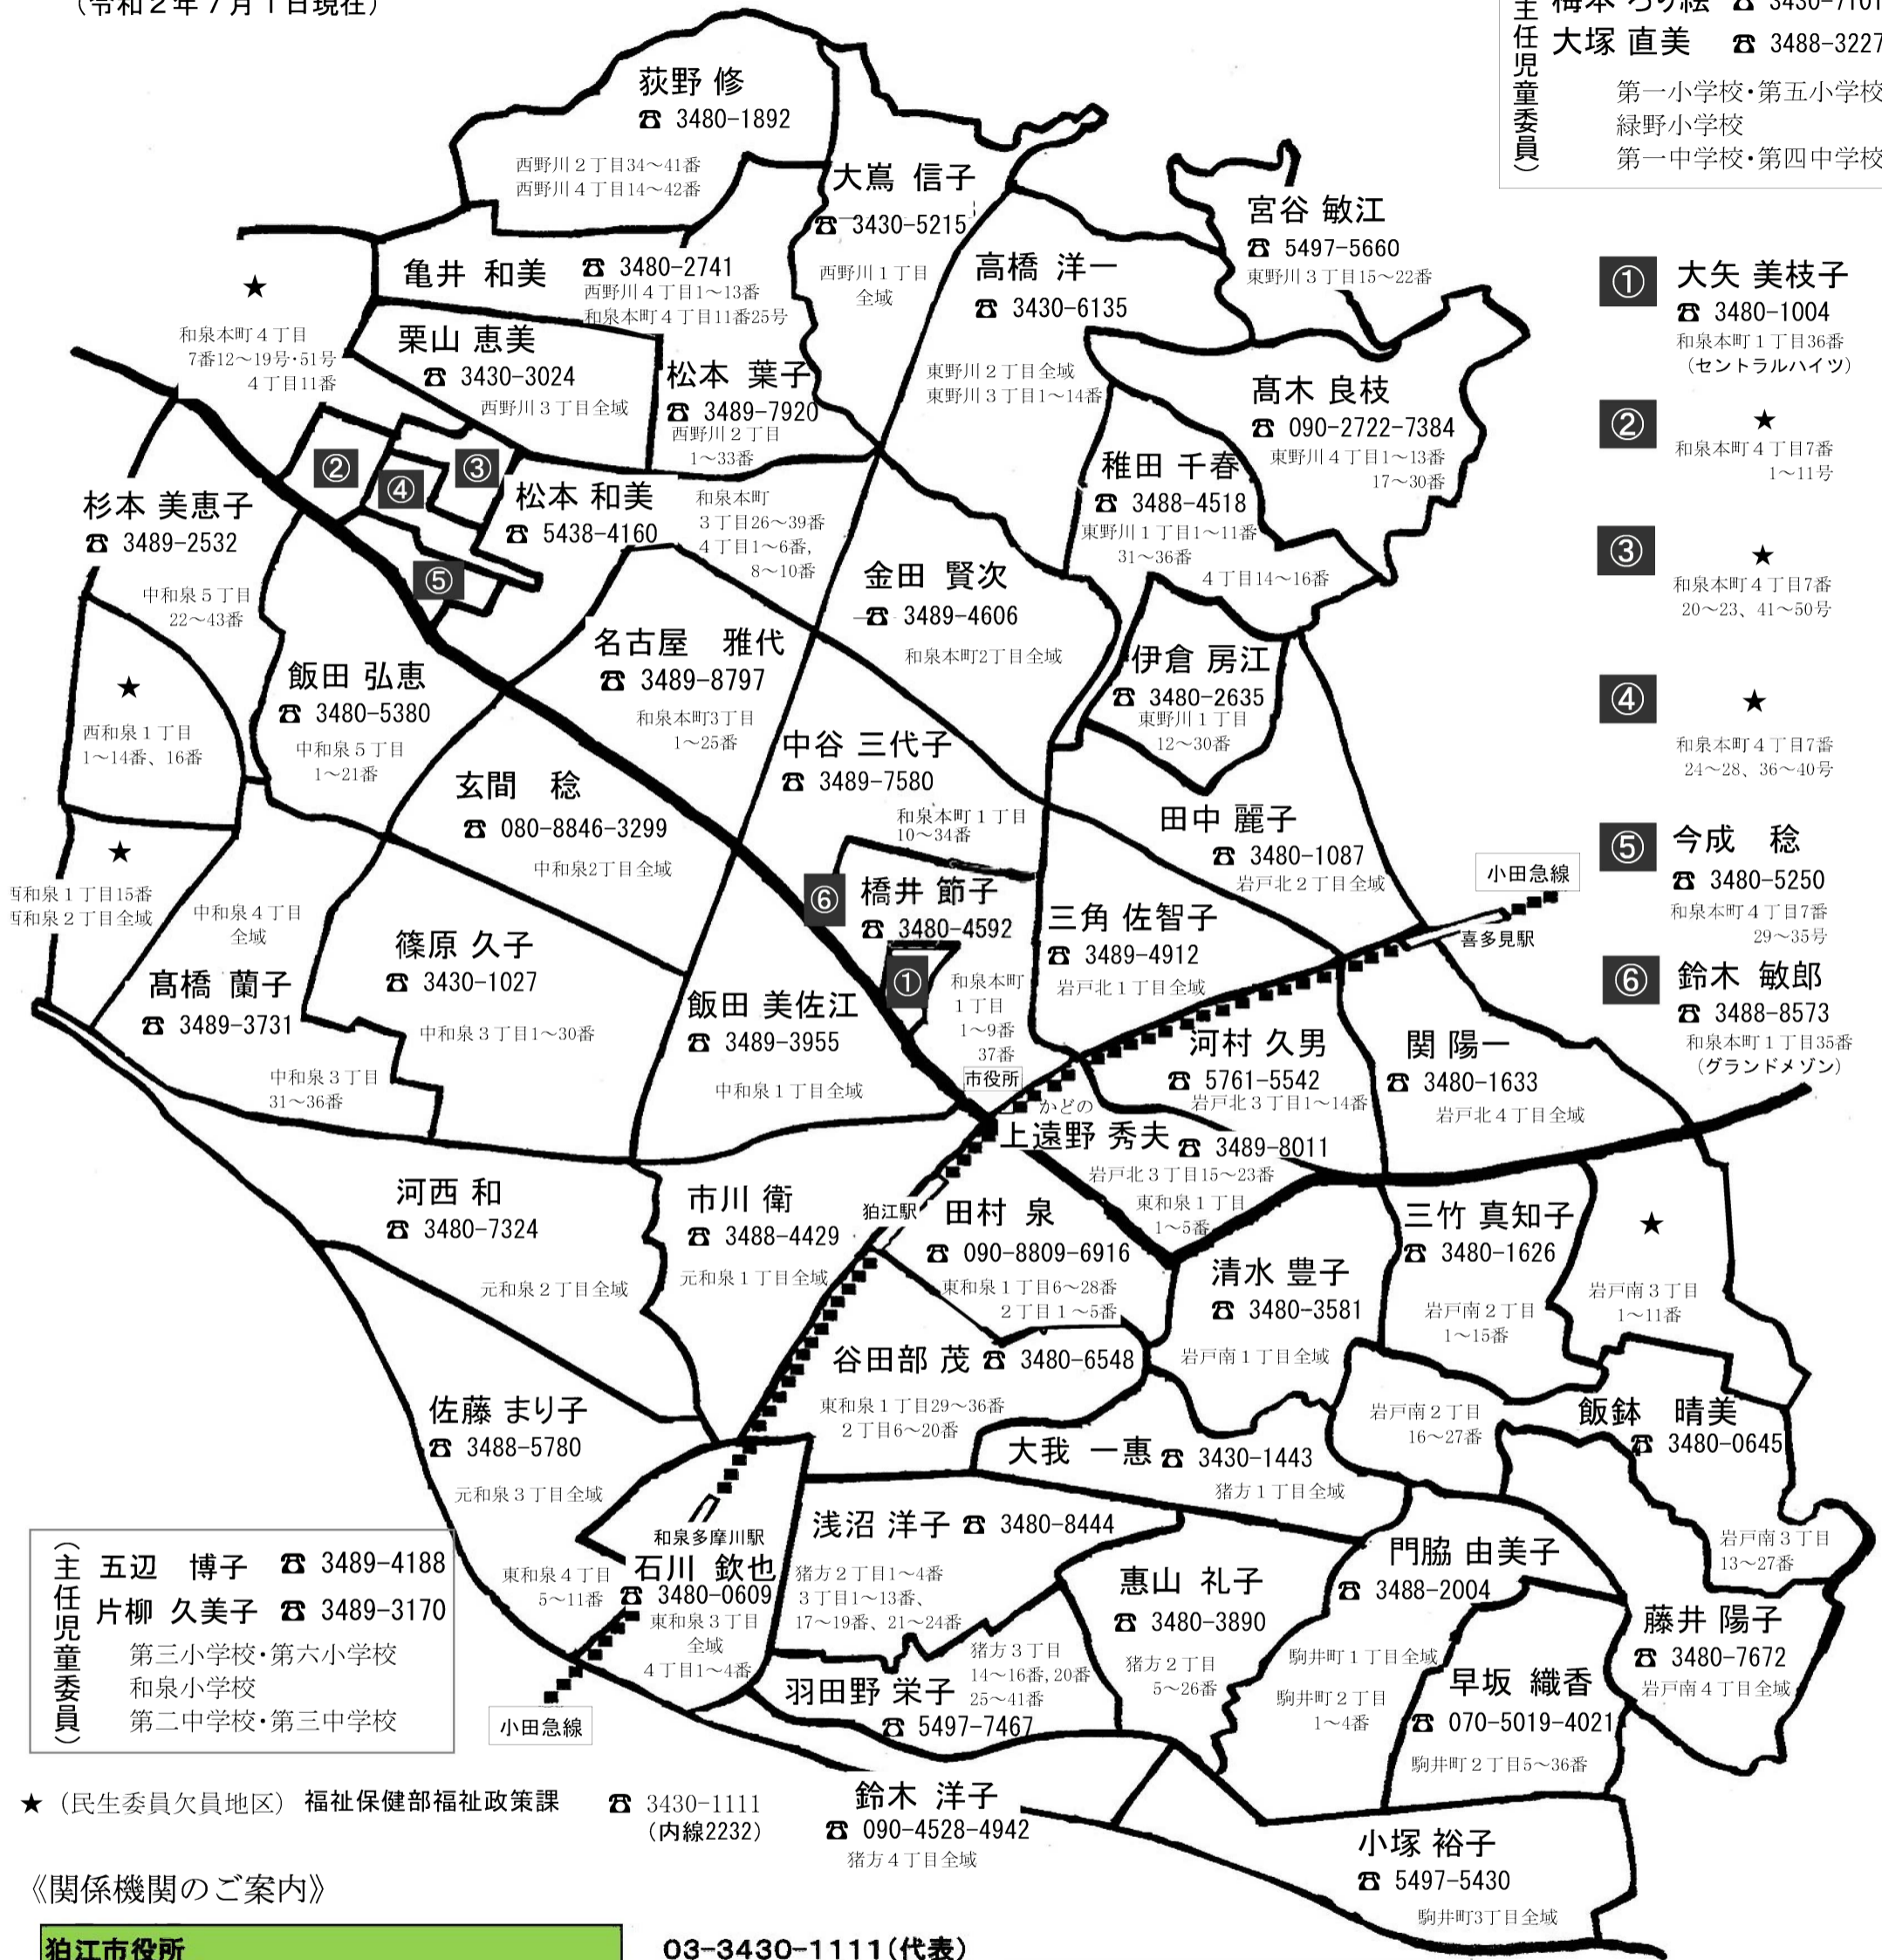 (令和２年７月１日現在)
主任児童委員）
3430-7101
大塚 直美 ☎ 3488-3227
第一小学校・第五小学校
緑野小学校
第一中学校・第四中学校
荻野 修
☎ 3480-1892
西野川２丁目34～41番
西野川４丁目14～42番
大嶌 信子
☎ 3430-5215
西野川１丁目
全域
宮谷 敏江
☎ 5497-5660
東野川３丁目15～22番
高橋 洋一
☎ 3430-6135
東野川２丁目全域
東野川３丁目1～14番
亀井 和美 ☎ 3480-2741
西野川４丁目1～13番
和泉本町４丁目11番25号
★
和泉本町４丁目
7番12～19号・51号
４丁目11番
栗山 恵美
☎ 3430-3024
西野川３丁目全域
松本 葉子
☎ 3489-7920
西野川２丁目
1～33番
髙木 良枝
☎ 090-2722-7384
東野川４丁目1～13番
17～30番
稚田 千春
☎ 3488-4518
東野川１丁目1～11番
31～36番
４丁目14～16番
② ④ ③
⑤
松本 和美
☎ 5438-4160
和泉本町
３丁目26～39番
４丁目1～6番,
8～10番
杉本 美恵子
☎ 3489-2532
中和泉５丁目
22～43番
金田 賢次
☎ 3489-4606
和泉本町2丁目全域
名古屋 雅代
☎ 3489-8797
和泉本町3丁目
1～25番
伊倉 房江
☎ 3480-2635
東野川１丁目
12～30番
飯田 弘恵
☎ 3480-5380
中和泉５丁目
1～21番
★
西和泉１丁目
1～14番、16番
中谷 三代子
☎ 3489-7580
和泉本町１丁目
10～34番
玄間 稔
☎ 080-8846-3299
中和泉2丁目全域
田中 麗子
☎ 3480-1087
岩戸北２丁目全域
★
西和泉１丁目15番
西和泉２丁目全域
中和泉４丁目
全域
髙橋 蘭子
☎ 3489-3731
中和泉３丁目
31～36番
篠原 久子
☎ 3430-1027
中和泉３丁目1～30番
⑥
橋井 節子
☎ 3480-4592
①
和泉本町
１丁目
1～9番
37番
三角 佐智子
☎ 3489-4912
岩戸北１丁目全域
小田急線
喜多見駅
飯田 美佐江
☎ 3489-3955
中和泉１丁目全域
市役所
河村 久男
☎ 5761-5542
岩戸北３丁目1～14番
関 陽一
☎ 3480-1633
岩戸北４丁目全域
かどの
上遠野 秀夫 ☎ 3489-8011
岩戸北３丁目15～23番
東和泉１丁目
1～5番
① 大矢 美枝子
☎ 3480-1004
和泉本町１丁目36番
（セントラルハイツ）
② ★
和泉本町４丁目7番
1～11号
③ ★
和泉本町４丁目7番
20～23、41～50号
④ ★
和泉本町４丁目7番
24～28、36～40号
⑤ 今成 稔
☎ 3480-5250
和泉本町４丁目7番
29～35号
⑥ 鈴木 敏郎
☎ 3488-8573
和泉本町１丁目35番
（グランドメゾン）
河西 和
☎ 3480-7324
元和泉２丁目全域
市川 衛
☎ 3488-4429
元和泉１丁目全域
狛江駅
田村 泉
☎ 090-8809-6916
東和泉１丁目6～28番
２丁目１～5番
清水 豊子
☎ 3480-3581
岩戸南１丁目全域
三竹 真知子
☎ 3480-1626
岩戸南２丁目
1～15番
★
岩戸南３丁目
1～11番
谷田部 茂 ☎ 3480-6548
東和泉１丁目29～36番
２丁目6～20番
佐藤 まり子
☎ 3488-5780
元和泉３丁目全域
大我 一惠 ☎ 3430-1443
猪方１丁目全域
岩戸南２丁目
16～27番
飯鉢 晴美
☎ 3480-0645
岩戸南３丁目
13～27番
和泉多摩川駅
石川 欽也
☎ 3480-0609
東和泉３丁目
全域
４丁目1～4番
東和泉４丁目
5～11番
浅沼 洋子 ☎ 3480-8444
猪方２丁目1～4番
３丁目1～13番、
17～19番、21～24番
恵山 礼子
☎ 3480-3890
猪方２丁目
5～26番
門脇 由美子
☎ 3488-2004
駒井町１丁目全域
駒井町２丁目
1～4番
藤井 陽子
☎ 3480-7672
岩戸南４丁目全域
早坂 織香
☎ 070-5019-4021
駒井町２丁目5～36番
羽田野 栄子
☎ 5497-7467
猪方３丁目
14～16番,20番
25～41番
小田急線
（主任児童委員）
五辺 博子 ☎ 3489-4188
片柳 久美子 ☎ 3489-3170
第三小学校・第六小学校
和泉小学校
第二中学校・第三中学校
★（民生委員欠員地区）福祉保健部福祉政策課 ☎ 3430-1111
（内線2232）
鈴木 洋子
☎ 090-4528-4942
猪方４丁目全域
小塚 裕子
☎ 5497-5430
駒井町3丁目全域
《関係機関のご案内》
狛江市役所 03-3430-1111(代表)